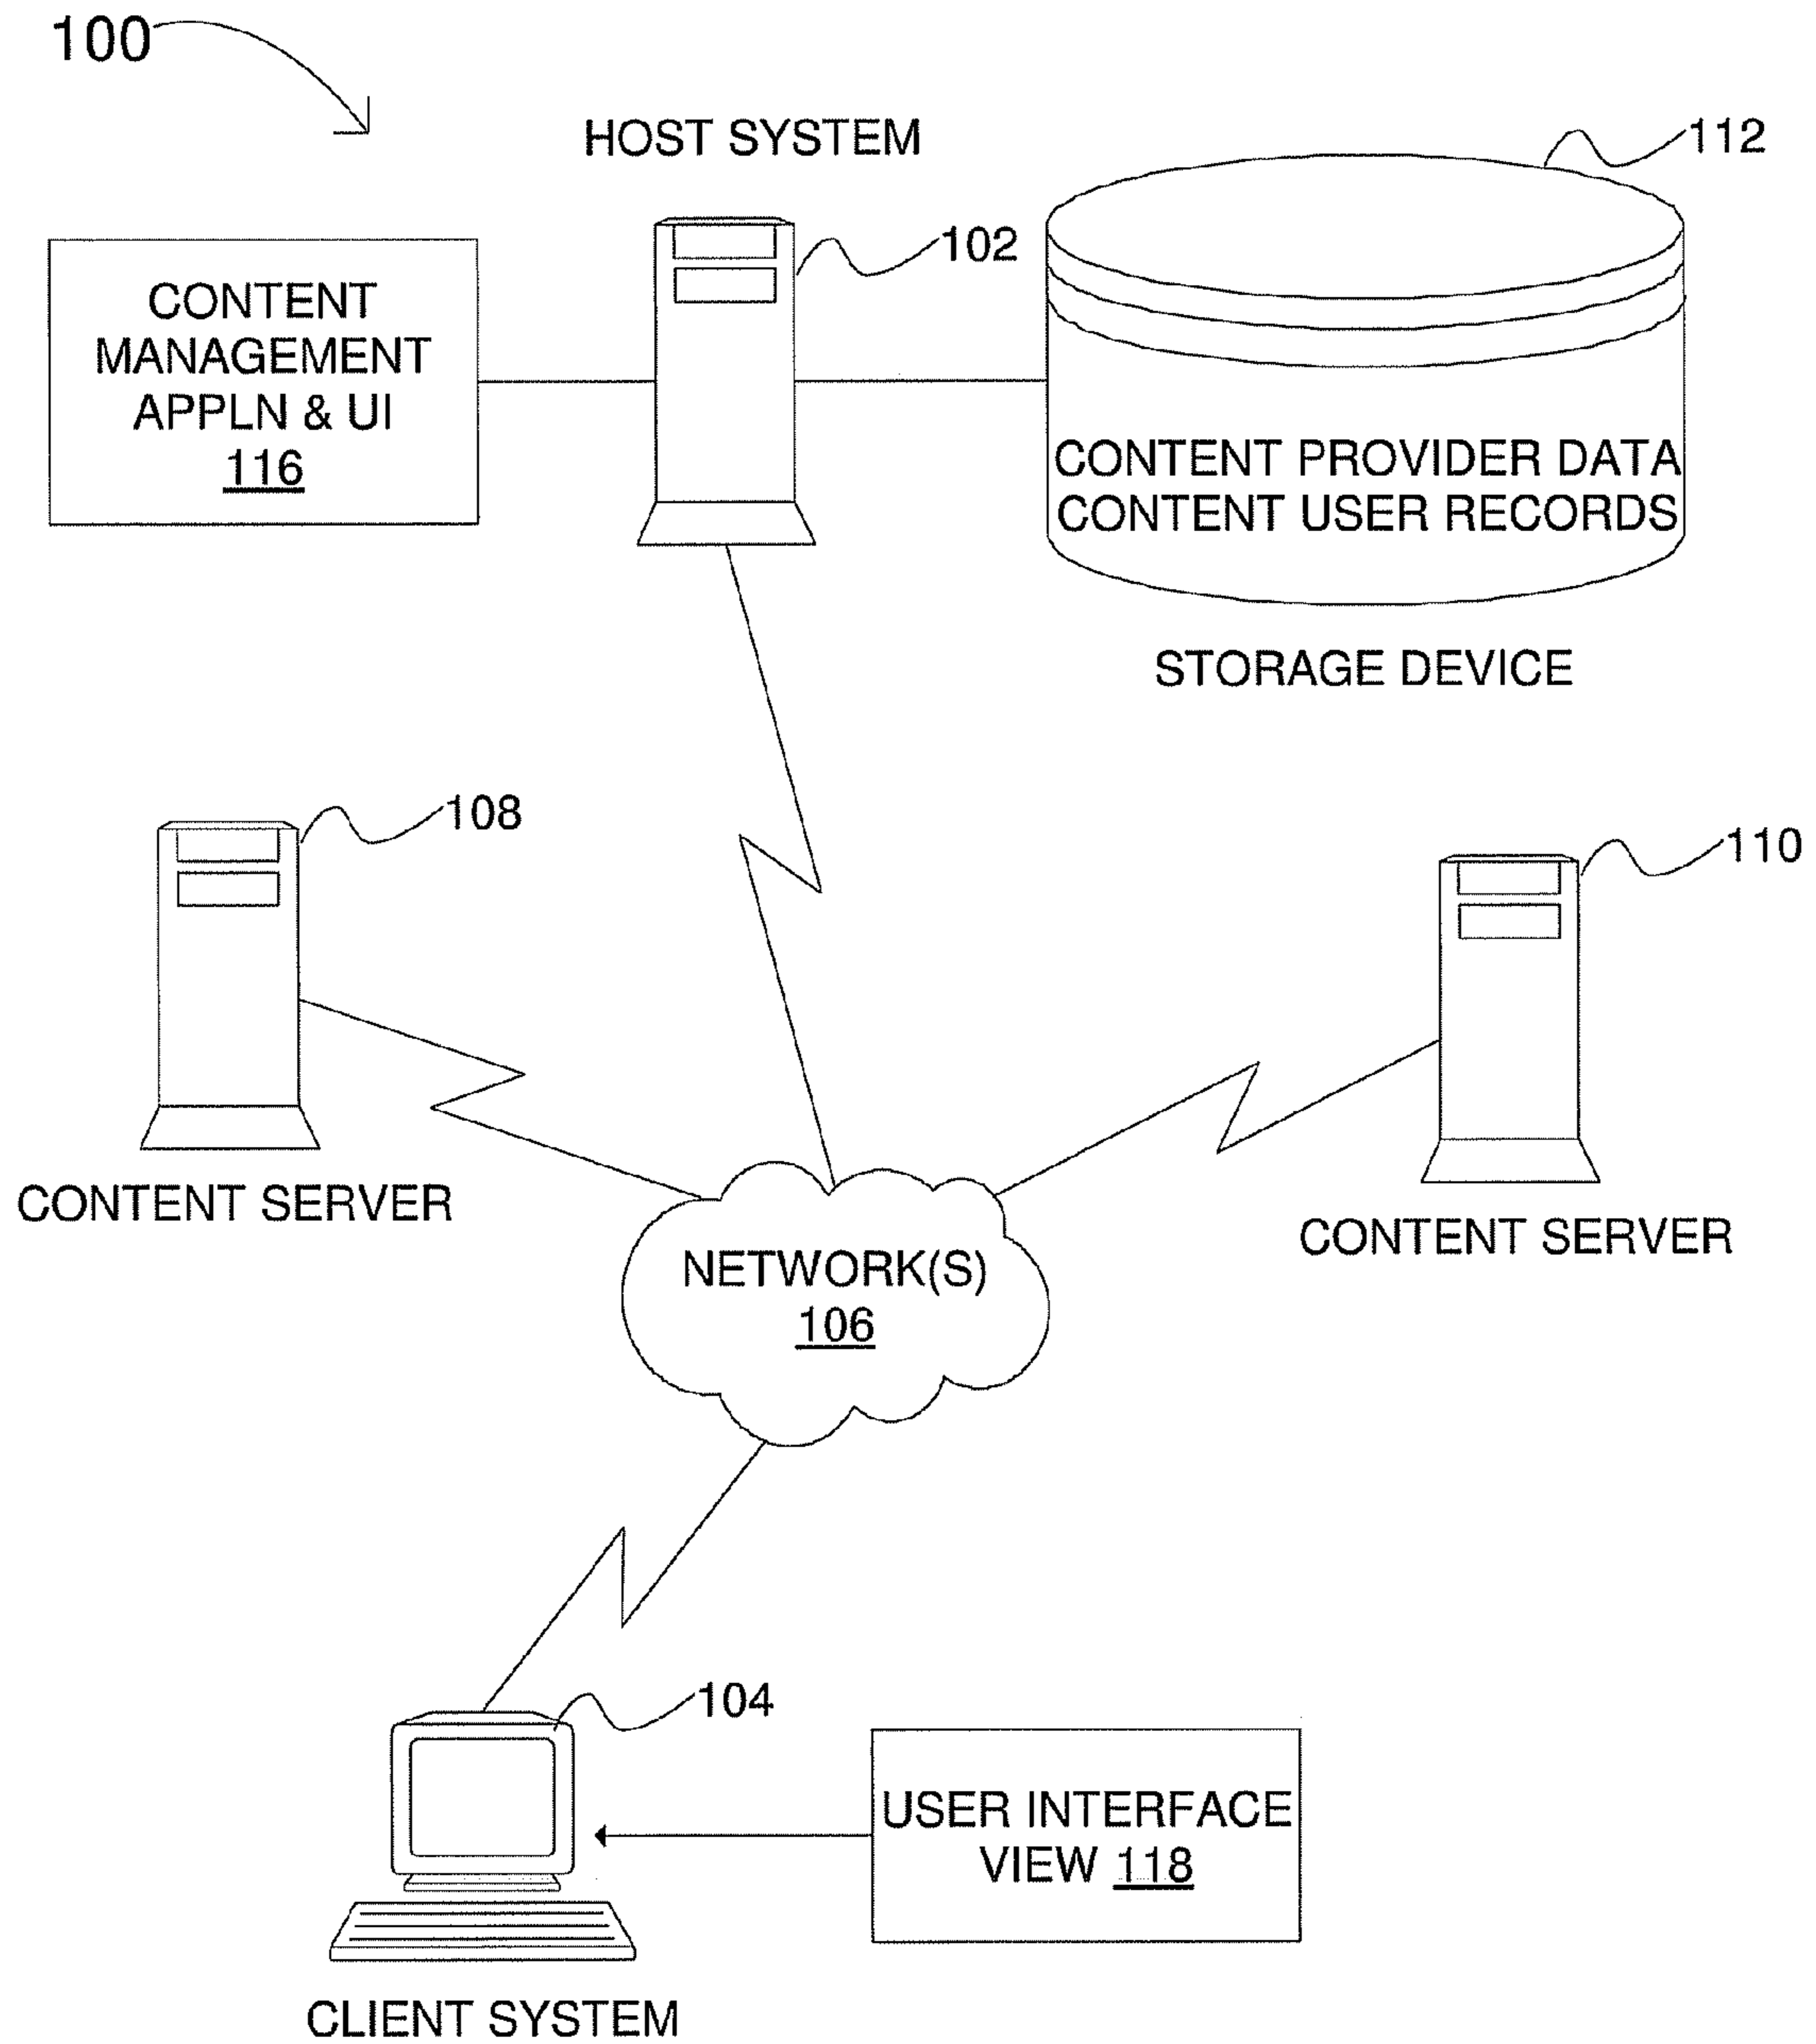 100
HOST SYSTEM
112
102
CONTENT
MANAGEMENT
APPLN & UI
116
CONTENT PROVIDER DATA
CONTENT USER RECORDS
STORAGE DEVICE
108
110
CONTENT SERVER
CONTENT SERVER
NETWORK(S)
106
104
USER INTERFACE
VIEW 118
CLIENT SYSTEM